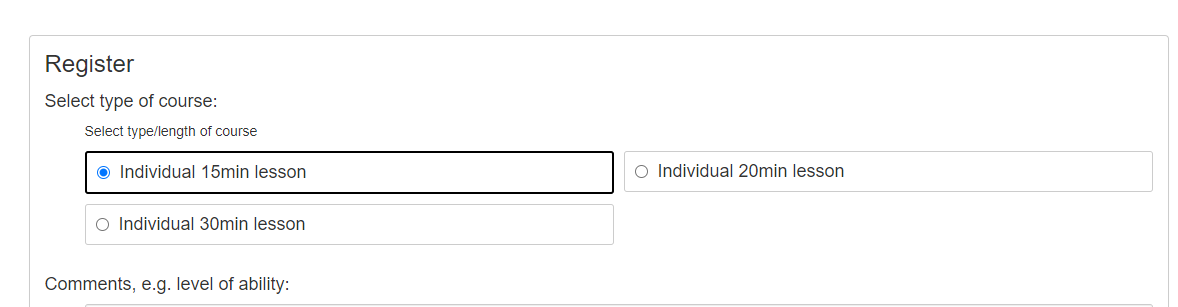 Register
Select type of course:
Select type/length of course
Individual 15min lesson
Individual 20min lesson
Individual 30min lesson
Comments, e.g. level of ability: